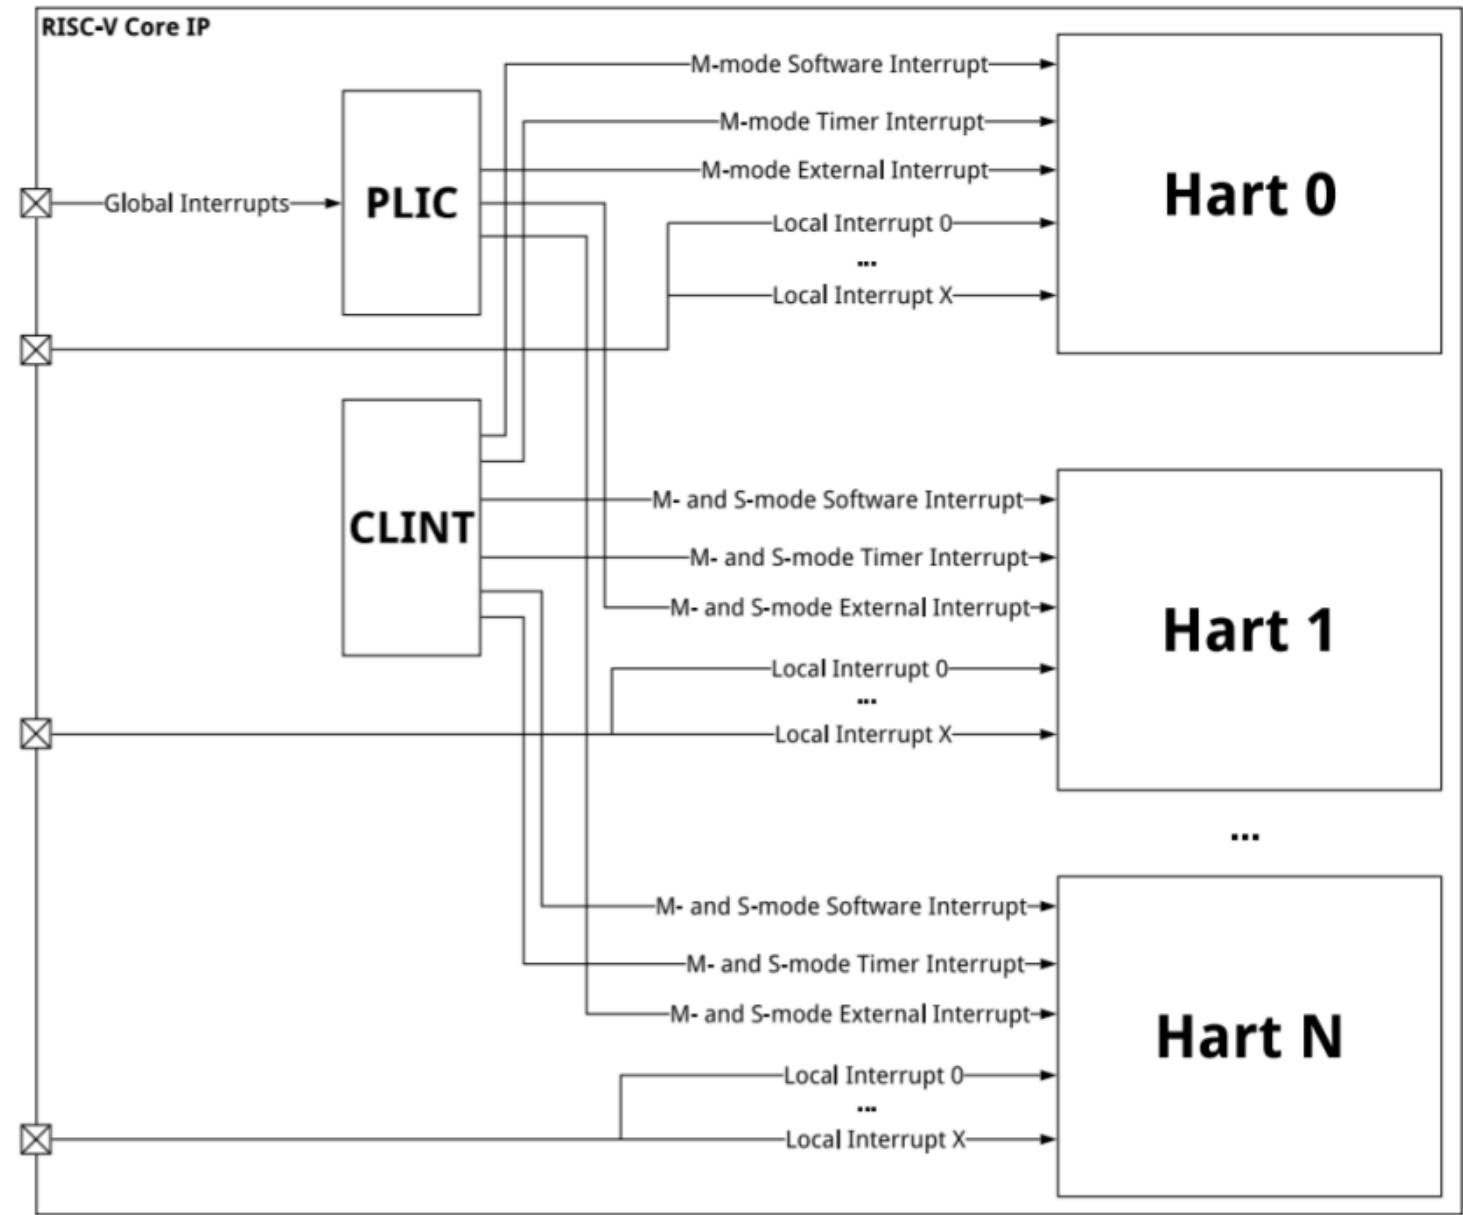 RISC-V Core IP
M-mode Software Interrupt
M-mode Timer Interrupt
M-mode External Interrupt
Global Interrupts
PLIC
Hart 0
Local Interrupt 0
...
Local Interrupt X
CLINT
M- and S-mode Software Interrupt
M- and S-mode Timer Interrupt
M- and S-mode External Interrupt
Hart 1
Local Interrupt 0
...
Local Interrupt X
...
M- and S-mode Software Interrupt
M- and S-mode Timer Interrupt
M- and S-mode External Interrupt
Hart N
Local Interrupt 0
...
Local Interrupt X